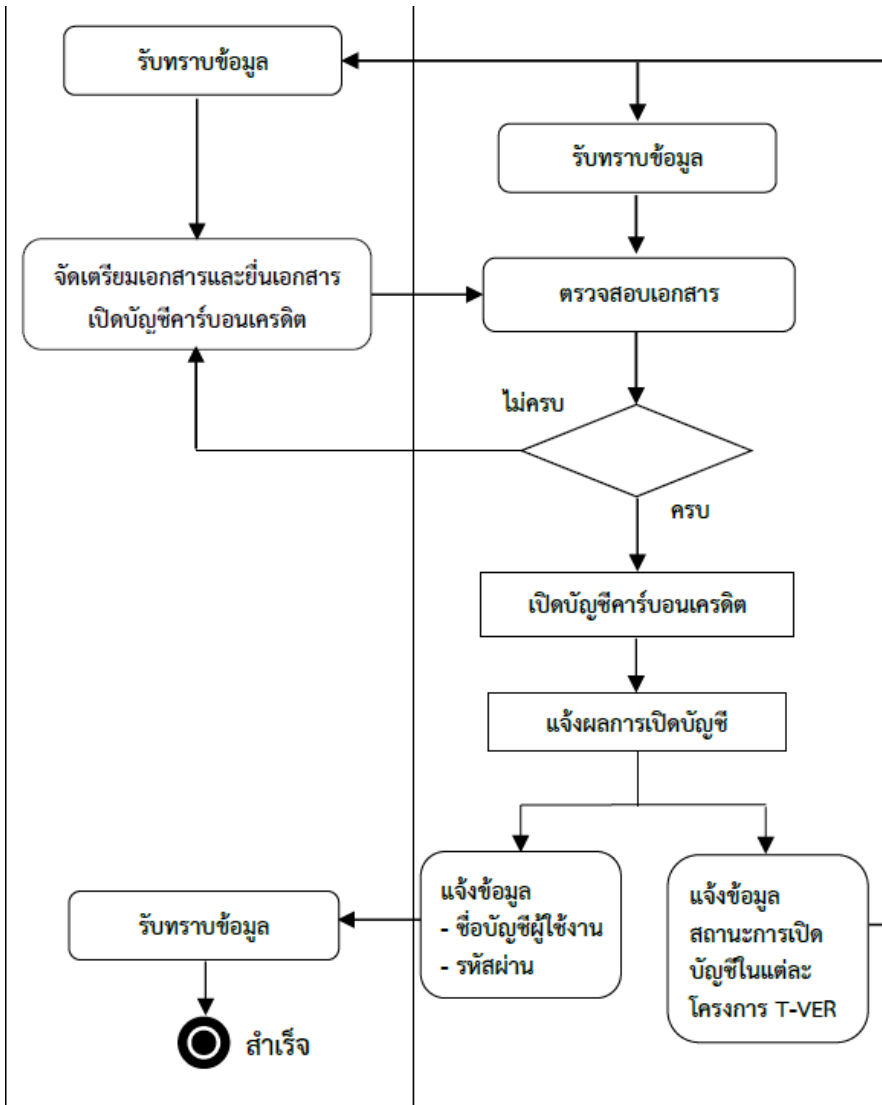 รับทราบข้อมูล
รับทราบข้อมูล
จัดเตรียมเอกสารและยื่นเอกสาร
เปิดบัญชีคาร์บอนเครดิต
ตรวจสอบเอกสาร
ไม่ครบ
ครบ
เปิดบัญชีคาร์บอนเครดิต
แจ้งผลการเปิดบัญชี
แจ้งข้อมูล
- ชื่อบัญชีผู้ใช้งาน
- รหัสผ่าน
แจ้งข้อมูล
สถานะการเปิด
บัญชีในแต่ละ
โครงการ T-VER
รับทราบข้อมูล
สำเร็จ